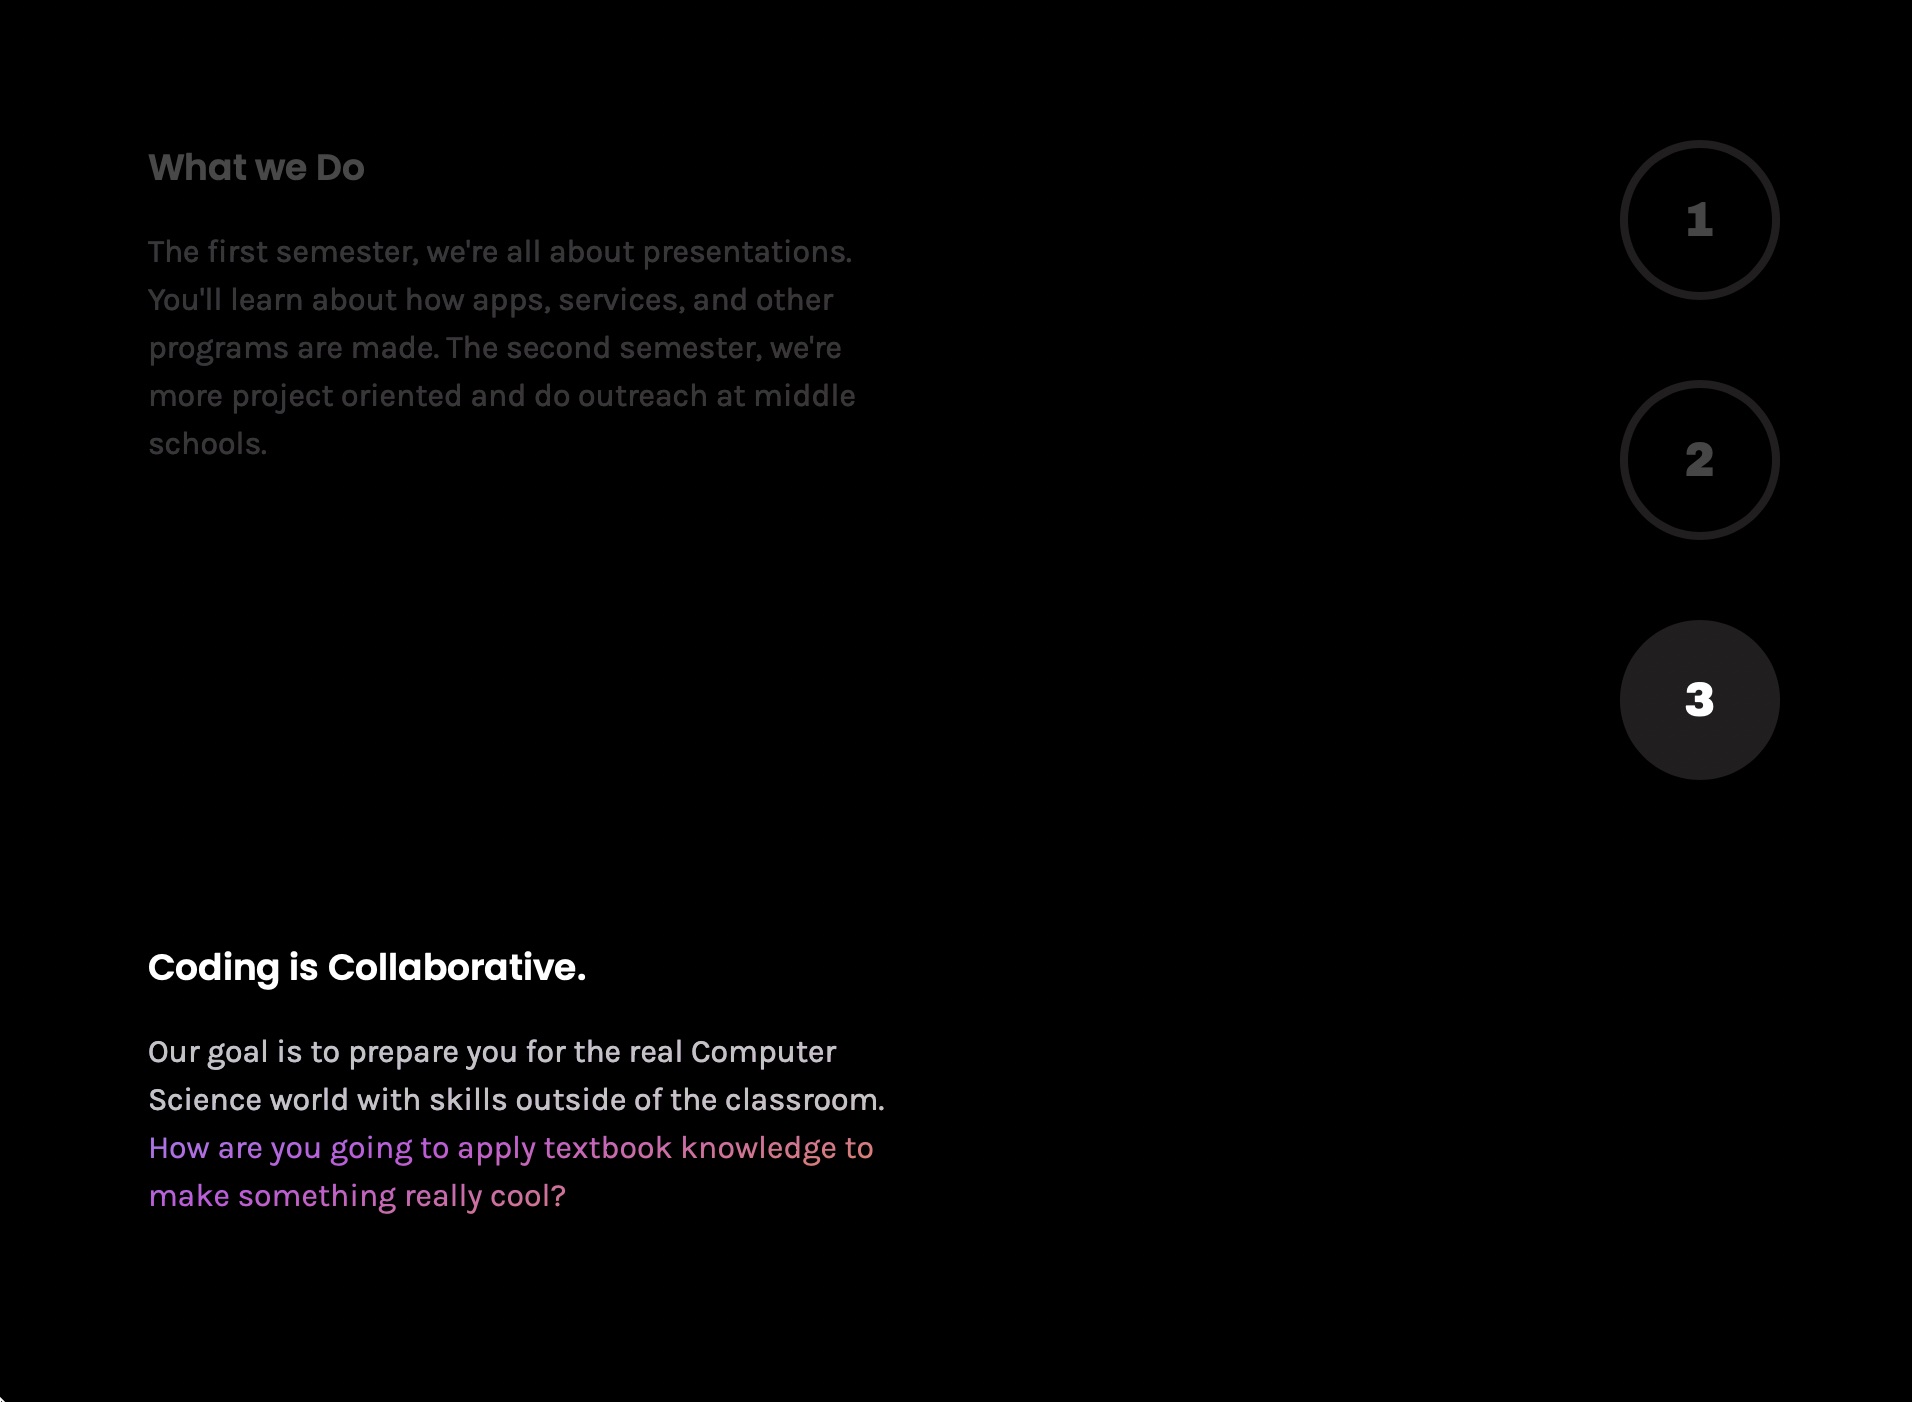 What we Do
The first semester, we're all about presentations.
You'll learn about how apps, services, and other
programs are made. The second semester, we're
more project oriented and do outreach at middle
schools.
1
2
3
Coding is Collaborative.
Our goal is to prepare you for the real Computer
Science world with skills outside of the classroom.
How are you going to apply textbook knowledge to
make something really cool?